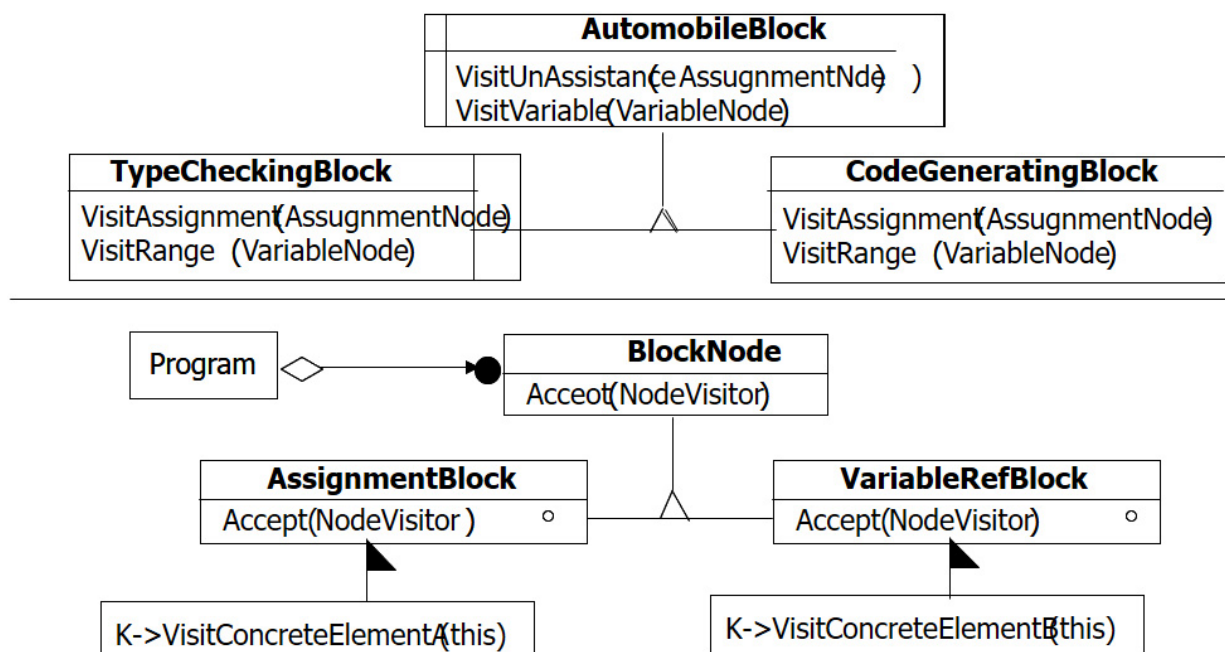 AutomobileBlock
VisitUnAssistance( AssugnmentNde) )
VisitVariable(VariableNode)
TypeCheckingBlock
VisitAssignment(AssugnmentNode)
VisitRange (VariableNode)
CodeGeneratingBlock
VisitAssignment(AssugnmentNode)
VisitRange (VariableNode)
Program
BlockNode
Acceot(NodeVisitor)
AssignmentBlock
Accept(NodeVisitor )
VariableRefBlock
Accept(NodeVisitor)
K->VisitConcreteElementA(this)
K->VisitConcreteElementB(this)